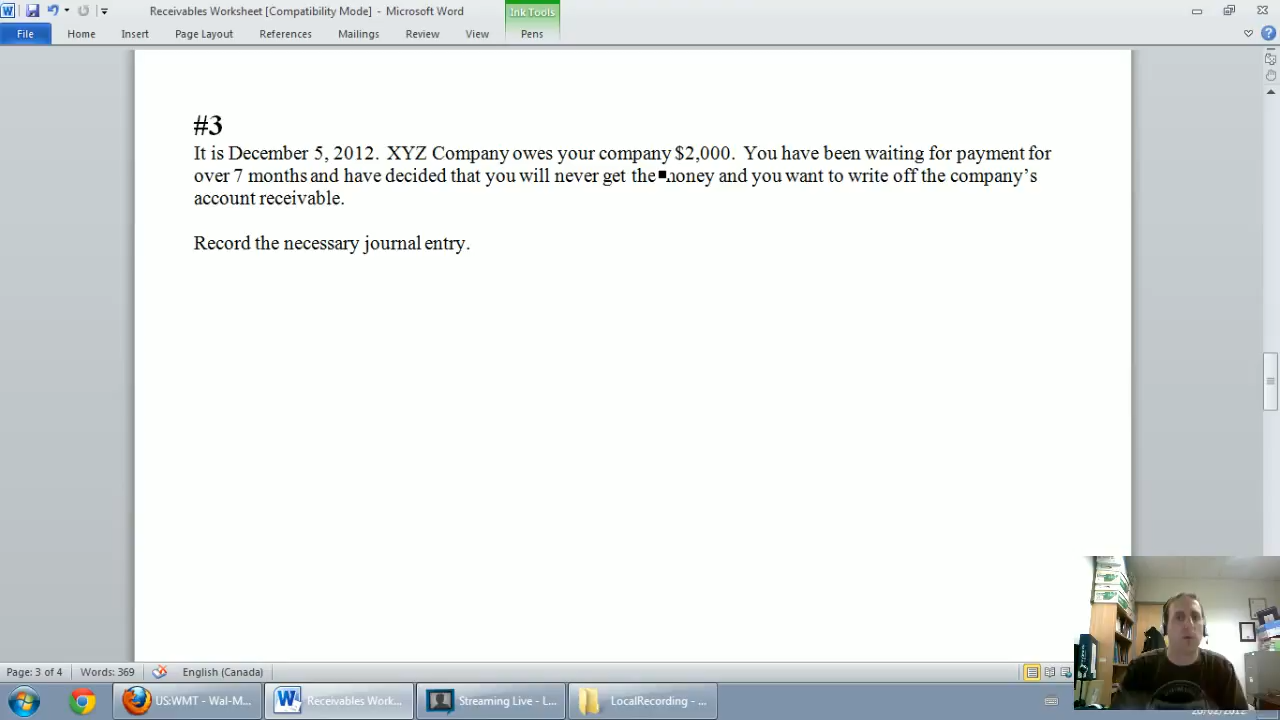 Receivables Worksheet [Compatibility Mode] - Microsoft Word
Ink Tools
File Home Insert Page Layout References Mailings Review View Pens
#3
It is December 5, 2012. XYZ Company owes your company $2,000. You have been waiting for payment for
over 7 months and have decided that you will never get the money and you want to write off the company's
account receivable.
Record the necessary journal entry.
Page: 3 of 4 Words: 369 English (Canada)
US:WMT - Wal-M... Receivables Work... Streaming Live - L... LocalRecording - ...